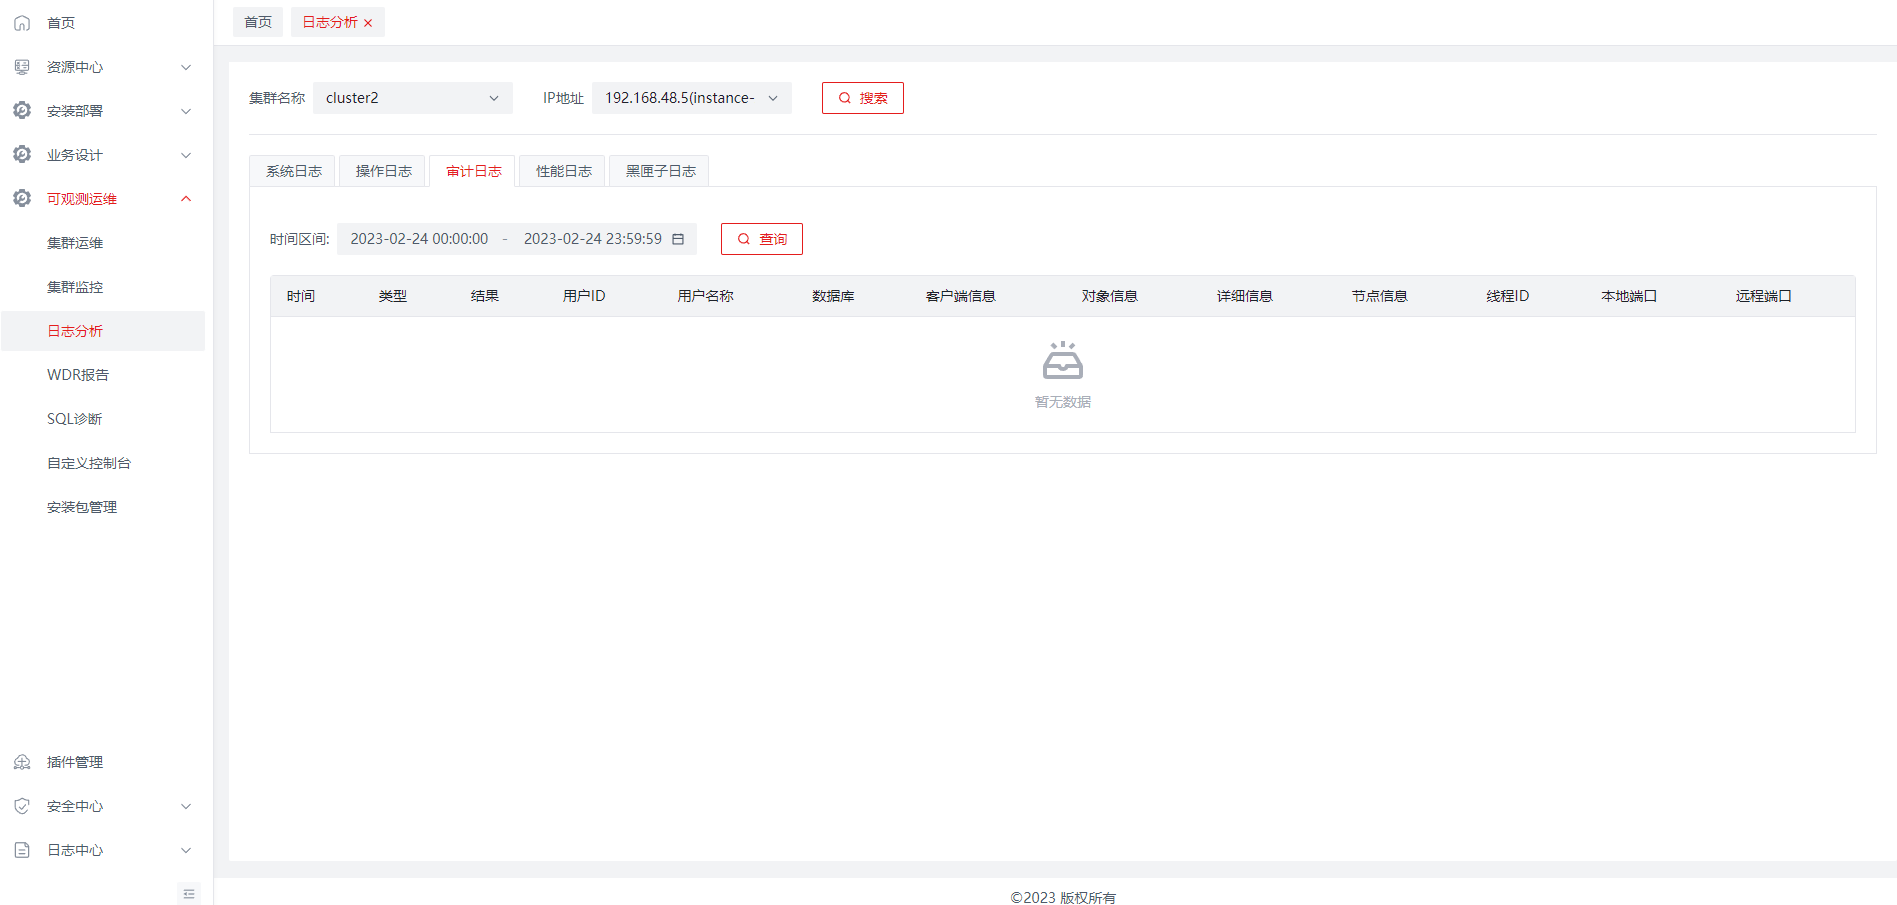 首页
资源中心
安装部署
业务设计
可观测运维
集群运维
集群监控
日志分析
WDR报告
SQL诊断
自定义控制台
安装包管理
插件管理
安全中心
日志中心
首页 日志分析
集群名称 cluster2 IP地址 192.168.48.5(instance- 搜索
系统日志 操作日志 审计日志 性能日志 黑匣子日志
时间区间: 2023-02-24 00:00:00 - 2023-02-24 23:59:59 查询
时间 类型 结果 用户ID 用户名称 数据库 客户端信息 对象信息 详细信息 节点信息 线程ID 本地端口 远程端口
暂无数据
©2023 版权所有